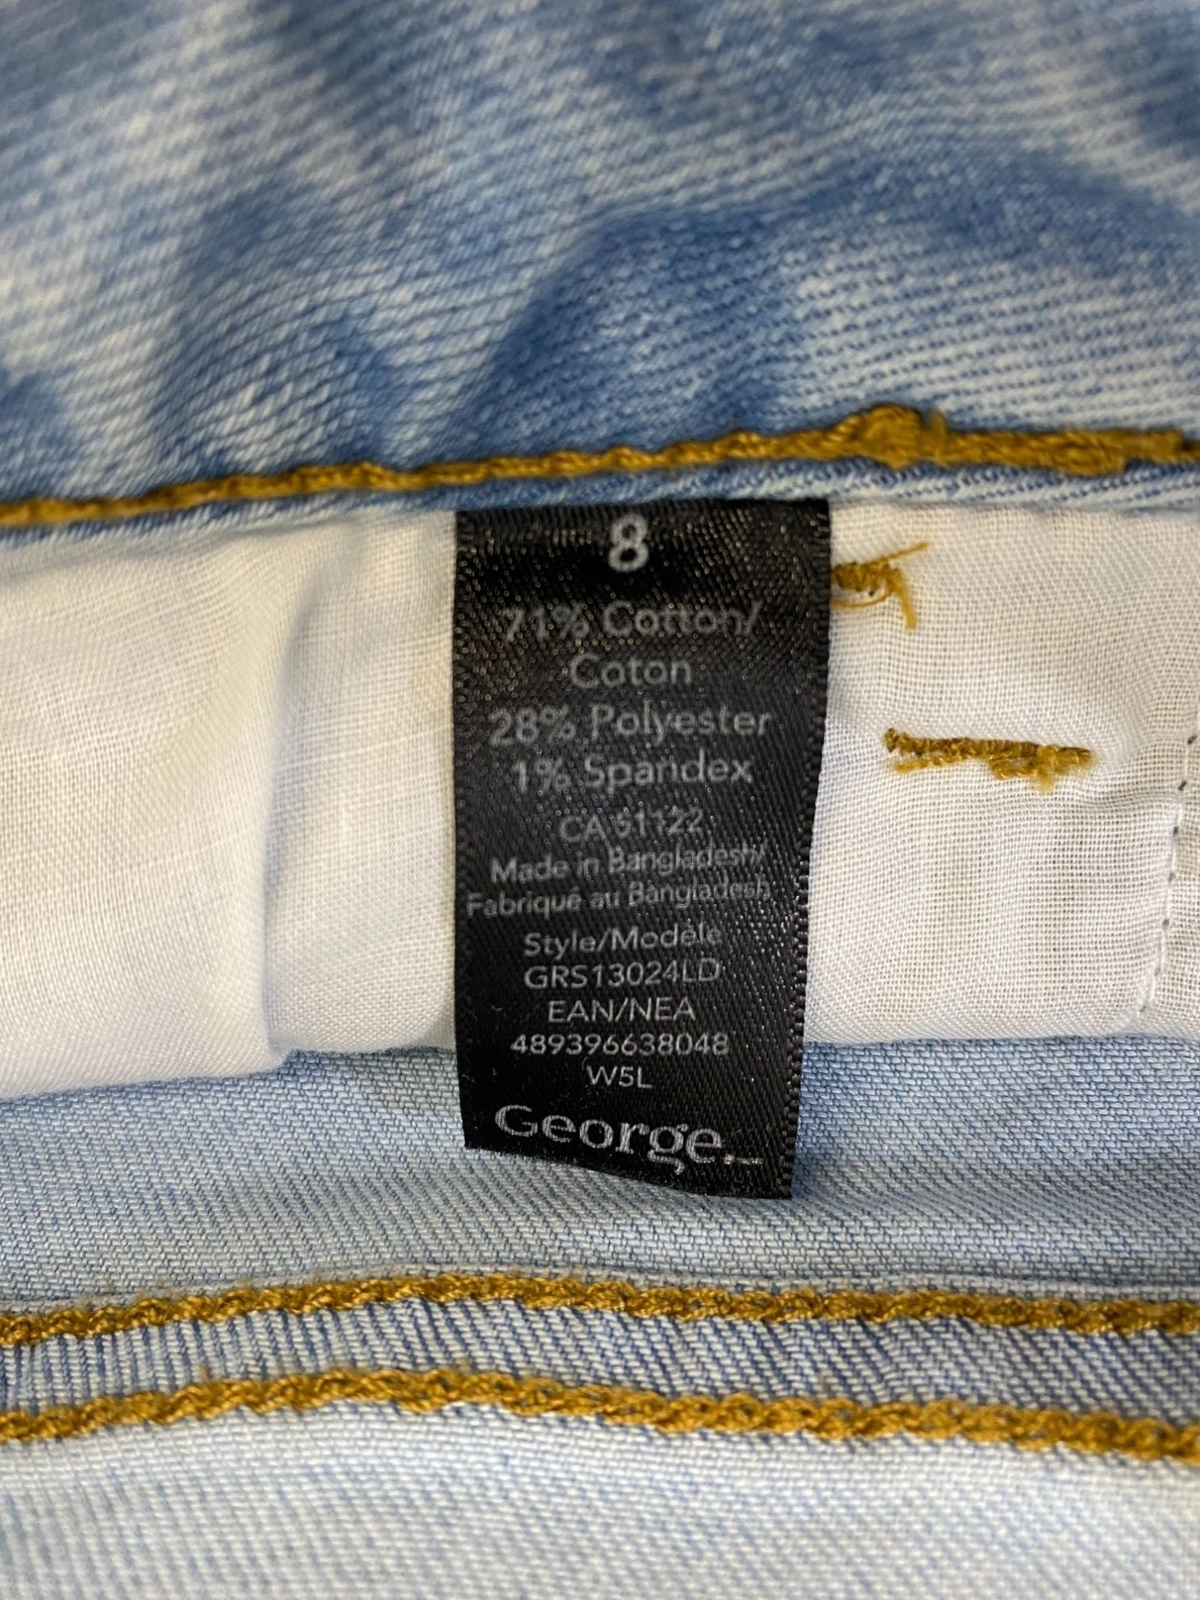 8
71% Cotton/
Coton
28% Polyester
1% Spandex
CA 51122
Made in Bangladesh/
Fabriqué au Bangladesh
Style/Modèle
GRS13024LD
EAN/NEA
489396638048
W5L
George._